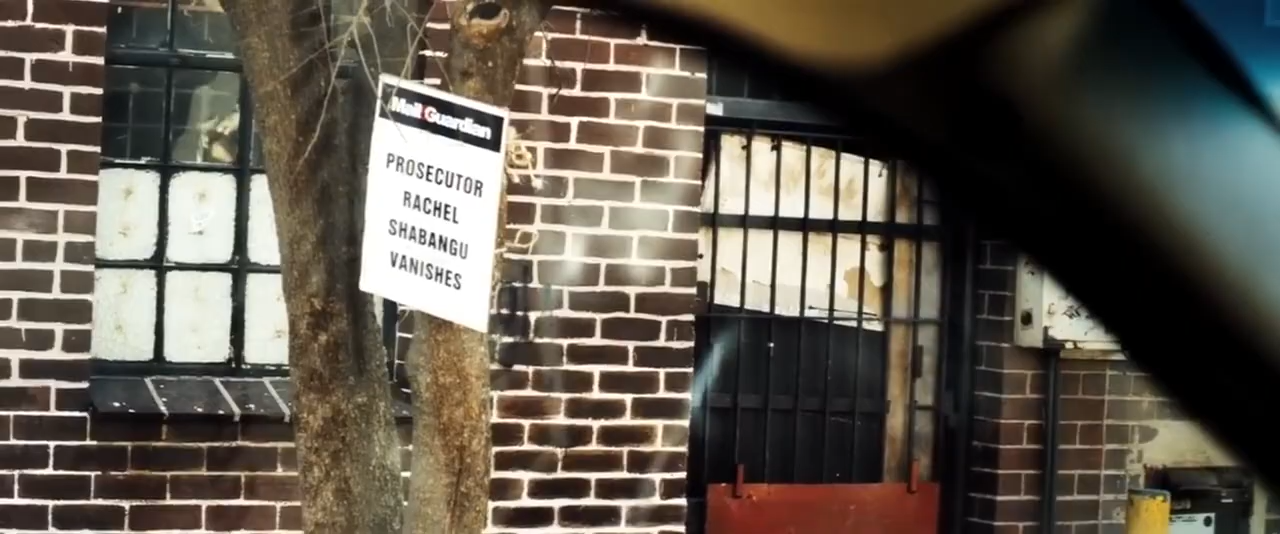 Mail&Guardian
PROSECUTOR
RACHEL
SHABANGU
VANISHES